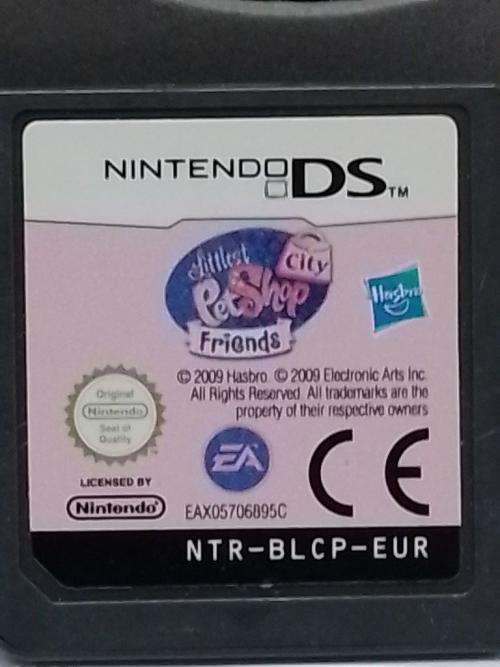 NINTENDO DS TM
Littlest
City
PetShop
Friends
Hasbro
© 2009 Hasbro. © 2009 Electronic Arts Inc.
All Rights Reserved. All trademarks are the
property of their respective owners
Original
Nintendo
Seal of
Quality
EA
CE
LICENSED BY
Nintendo®
EAX05706895C
NTR-BLCP-EUR